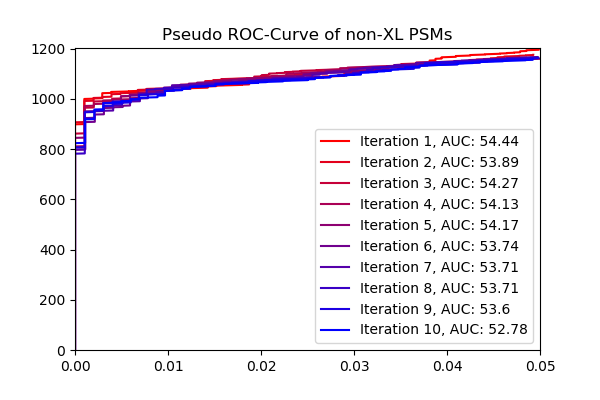 Pseudo ROC-Curve of non-XL PSMs
1200
1000
800
600
400
200
0
Iteration 1, AUC: 54.44
Iteration 2, AUC: 53.89
Iteration 3, AUC: 54.27
Iteration 4, AUC: 54.13
Iteration 5, AUC: 54.17
Iteration 6, AUC: 53.74
Iteration 7, AUC: 53.71
Iteration 8, AUC: 53.71
Iteration 9, AUC: 53.6
Iteration 10, AUC: 52.78
0.00 0.01 0.02 0.03 0.04 0.05